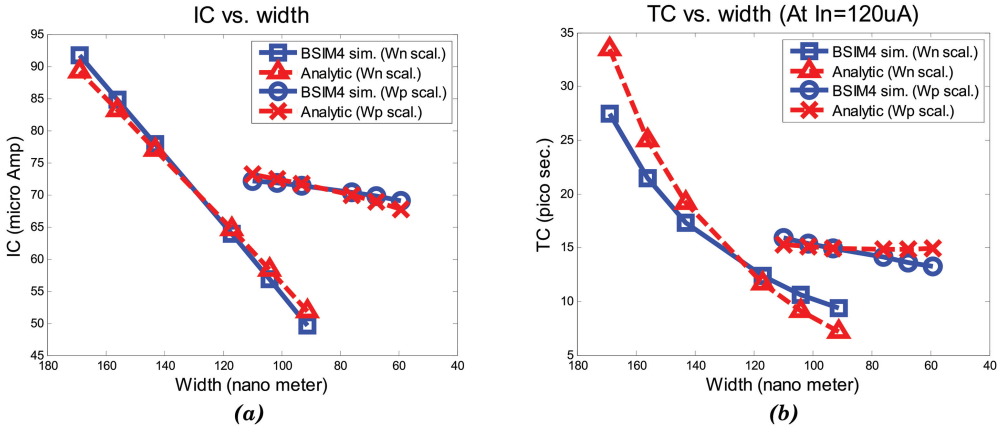 IC vs. width
95
90
85
80
75
70
65
60
55
50
45
IC (micro Amp)
BSIM4 sim. (Wn scal.)
Analytic (Wn scal.)
BSIM4 sim. (Wp scal.)
Analytic (Wp scal.)
180 160 140 120 100 80 60 40
Width (nano meter)
(a)
TC vs. width (At In=120uA)
35
30
25
20
15
10
5
TC (pico sec.)
BSIM4 sim. (Wn scal.)
Analytic (Wn scal.)
BSIM4 sim. (Wp scal.)
Analytic (Wp scal.)
180 160 140 120 100 80 60 40
Width (nano meter)
(b)